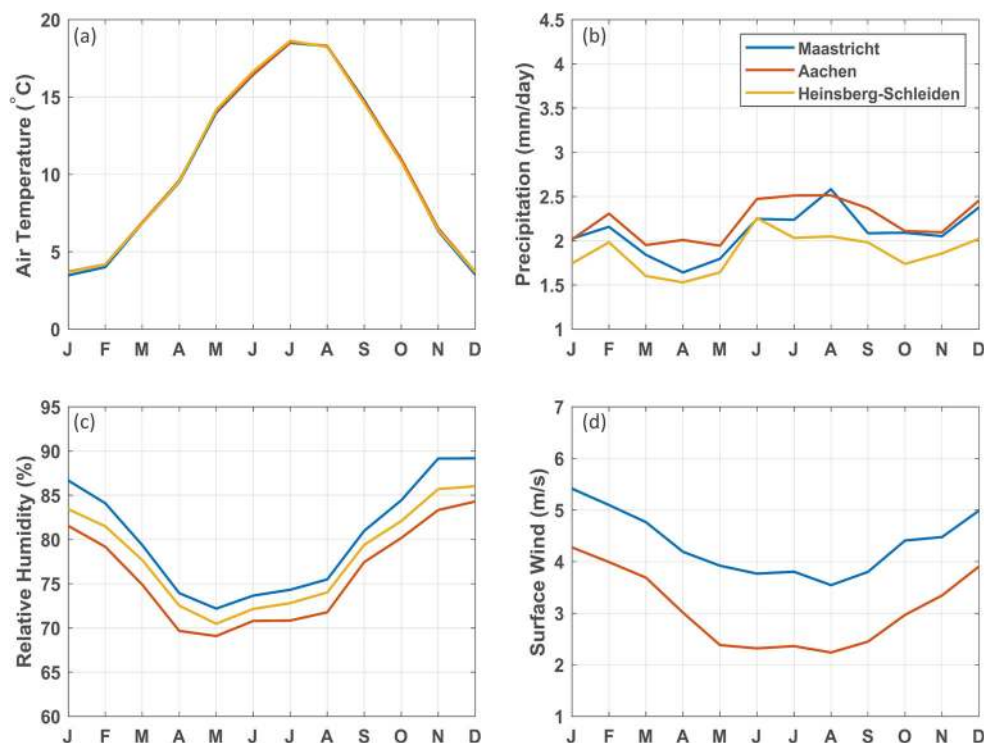 (a)
Air Temperature (°C)
20
15
10
5
0
J F M A M J J A S O N D
(b)
Precipitation (mm/day)
4.5
4
3.5
3
2.5
2
1.5
1
Maastricht
Aachen
Heinsberg-Schleiden
J F M A M J J A S O N D
(c)
Relative Humidity (%)
95
90
85
80
75
70
65
60
J F M A M J J A S O N D
(d)
Surface Wind (m/s)
7
6
5
4
3
2
1
J F M A M J J A S O N D